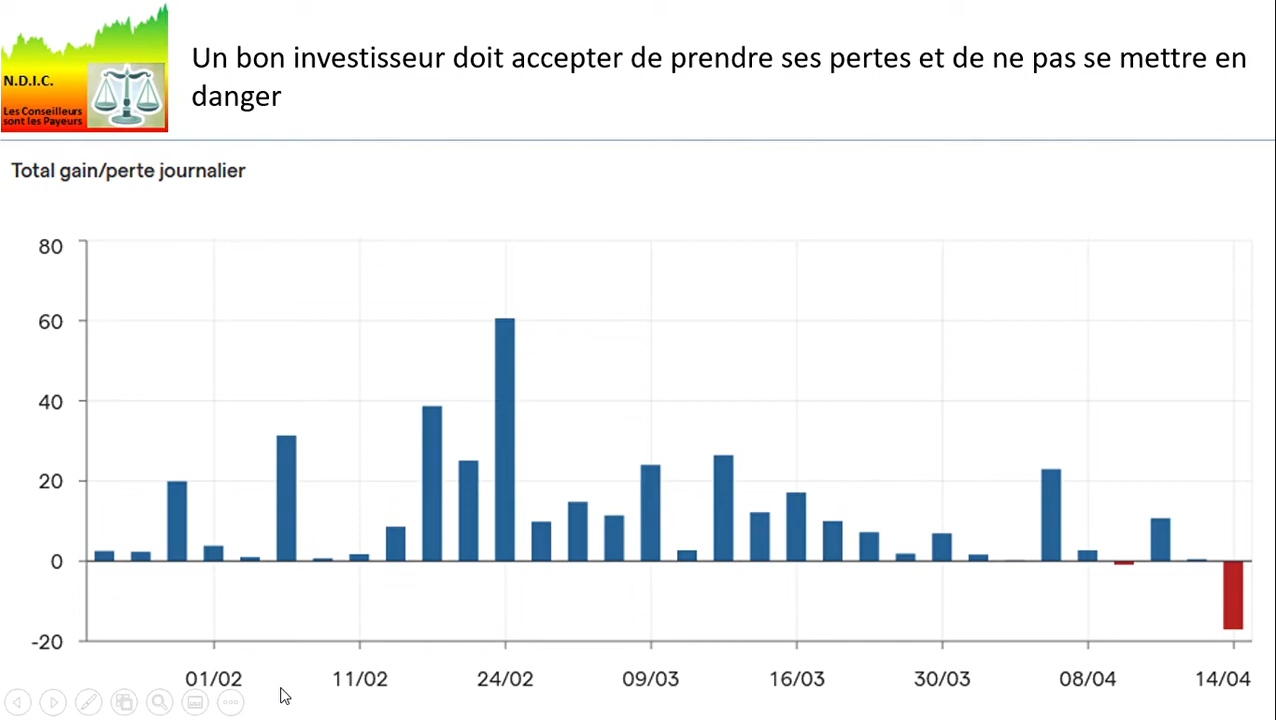 N.D.I.C.
Les Conseilleurs
sont les Payeurs
Un bon investisseur doit accepter de prendre ses pertes et de ne pas se mettre en
danger
Total gain/perte journalier
80
60
40
20
0
-20
01/02 11/02 24/02 09/03 16/03 30/03 08/04 14/04